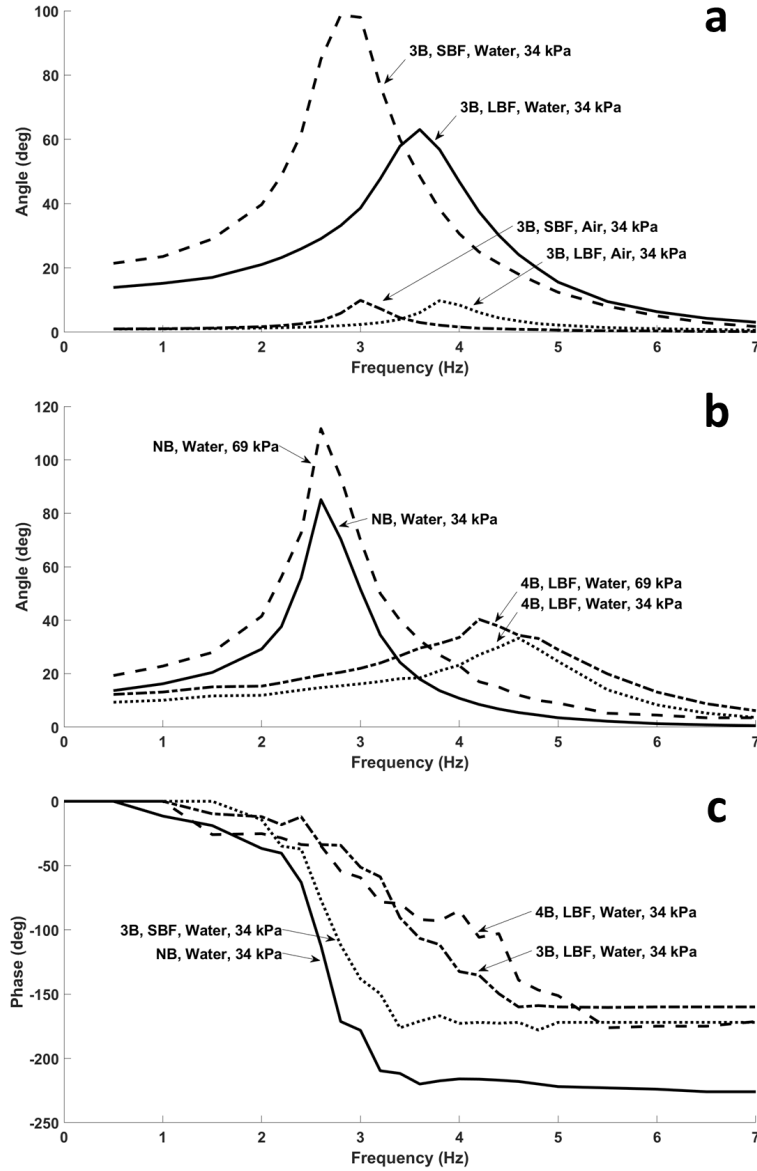 a
100
80
60
40
20
0
Angle (deg)
3B, SBF, Water, 34 kPa
3B, LBF, Water, 34 kPa
3B, SBF, Air, 34 kPa
3B, LBF, Air, 34 kPa
0 1 2 3 4 5 6 7
Frequency (Hz)
b
120
100
80
60
40
20
0
Angle (deg)
NB, Water, 69 kPa
NB, Water, 34 kPa
4B, LBF, Water, 69 kPa
4B, LBF, Water, 34 kPa
0 1 2 3 4 5 6 7
Frequency (Hz)
c
0
-50
-100
-150
-200
-250
Phase (deg)
4B, LBF, Water, 34 kPa
3B, SBF, Water, 34 kPa
NB, Water, 34 kPa
3B, LBF, Water, 34 kPa
0 1 2 3 4 5 6 7
Frequency (Hz)